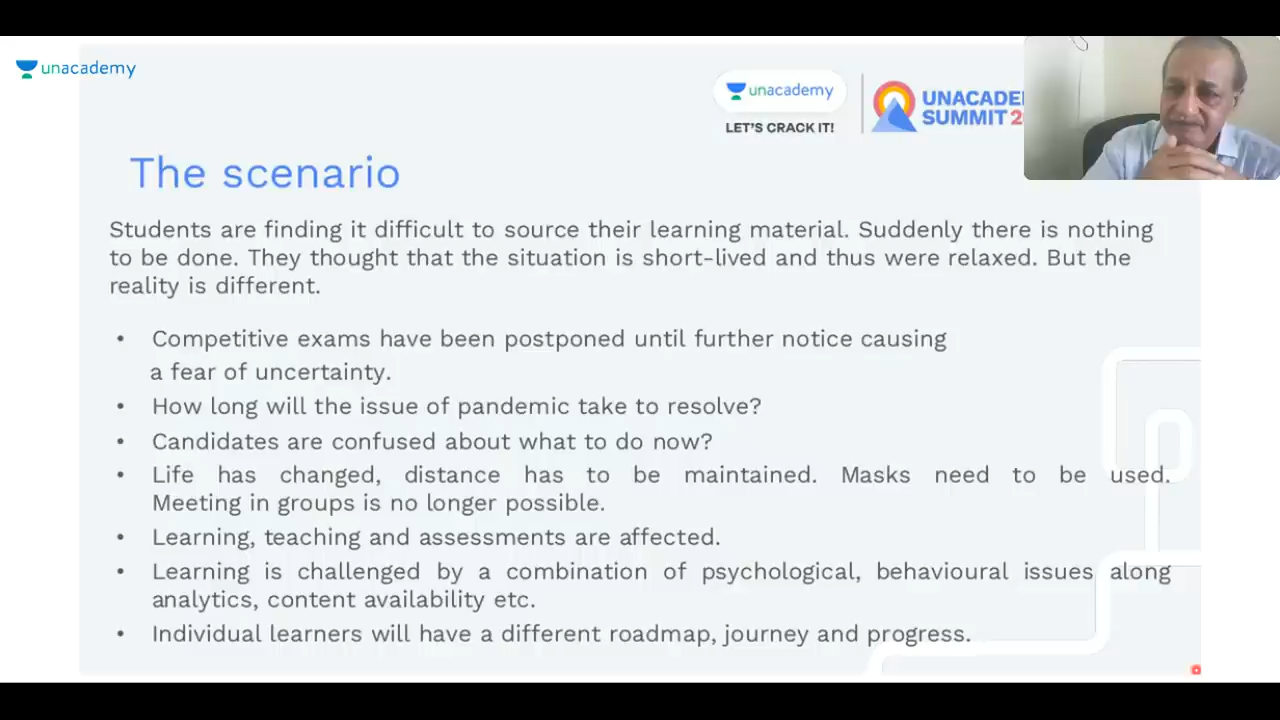 unacademy
unacademy
LET'S CRACK IT!
UNACADE
SUMMIT 2
The scenario
Students are finding it difficult to source their learning material. Suddenly there is nothing
to be done. They thought that the situation is short-lived and thus were relaxed. But the
reality is different.
• Competitive exams have been postponed until further notice causing
a fear of uncertainty.
• How long will the issue of pandemic take to resolve?
• Candidates are confused about what to do now?
• Life has changed, distance has to be maintained. Masks need to be used.
Meeting in groups is no longer possible.
• Learning, teaching and assessments are affected.
• Learning is challenged by a combination of psychological, behavioural issues along
analytics, content availability etc.
• Individual learners will have a different roadmap, journey and progress.